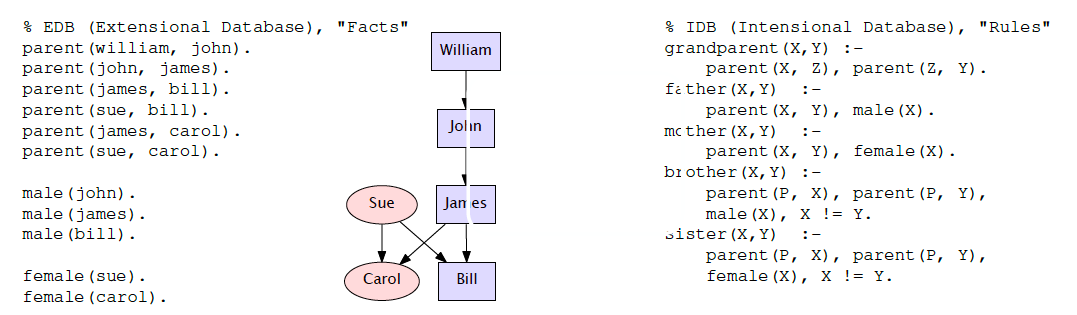 % EDB (Extensional Database), "Facts"
parent(william, john).
parent(john, james).
parent(james, bill).
parent(sue, bill).
parent(james, carol).
parent(sue, carol).
male(john).
male(james).
male(bill).
female(sue).
female(carol).
William
John
Sue
James
Carol
Bill
% IDB (Intensional Database), "Rules"
grandparent(X,Y) :-
parent(X, Z), parent(Z, Y).
father(X,Y) :-
parent(X, Y), male(X).
mother(X,Y) :-
parent(X, Y), female(X).
brother(X,Y) :-
parent(P, X), parent(P, Y),
male(X), X != Y.
sister(X,Y) :-
parent(P, X), parent(P, Y),
female(X), X != Y.